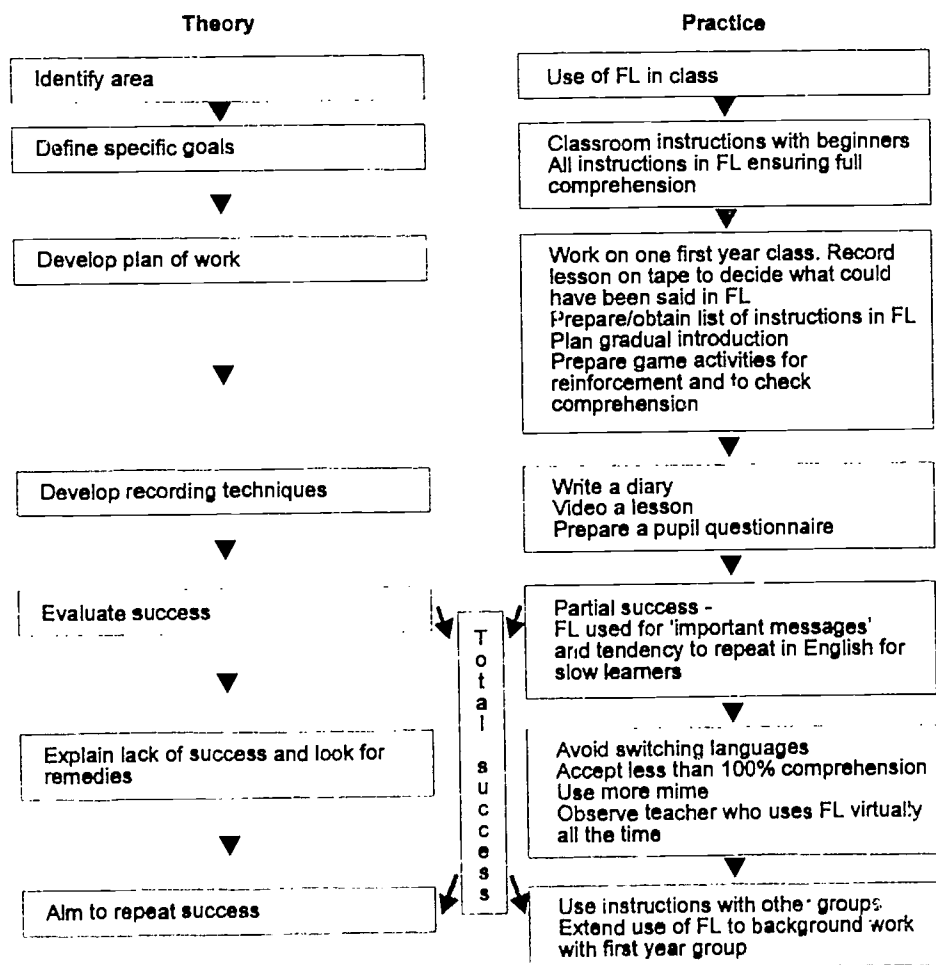 Theory
Identify area
Define specific goals
Develop plan of work
Develop recording techniques
Evaluate success
Explain lack of success and look for
remedies
Aim to repeat success
Total success
Practice
Use of FL in class
Classroom instructions with beginners
All instructions in FL ensuring full
comprehension
Work on one first year class. Record
lesson on tape to decide what could
have been said in FL
Prepare/obtain list of instructions in FL
Plan gradual introduction
Prepare game activities for
reinforcement and to check
comprehension
Write a diary
Video a lesson
Prepare a pupil questionnaire
Partial success -
FL used for 'important messages'
and tendency to repeat in English for
slow learners
Avoid switching languages
Accept less than 100% comprehension
Use more mime
Observe teacher who uses FL virtually
all the time
Use instructions with other groups
Extend use of FL to background work
with first year group